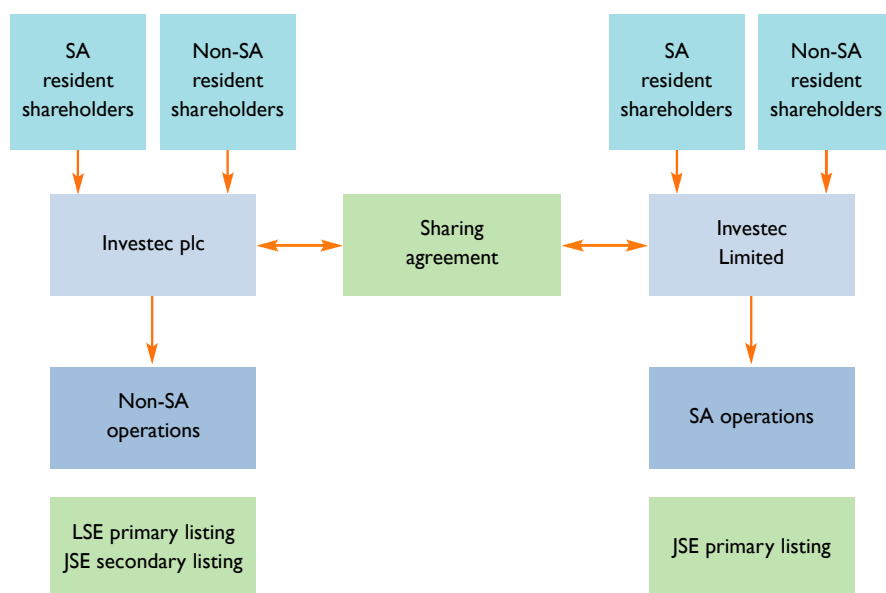 SA
resident
shareholders
Non-SA
resident
shareholders
SA
resident
shareholders
Non-SA
resident
shareholders
Investec plc
Sharing
agreement
Investec
Limited
Non-SA
operations
SA operations
LSE primary listing
JSE secondary listing
JSE primary listing